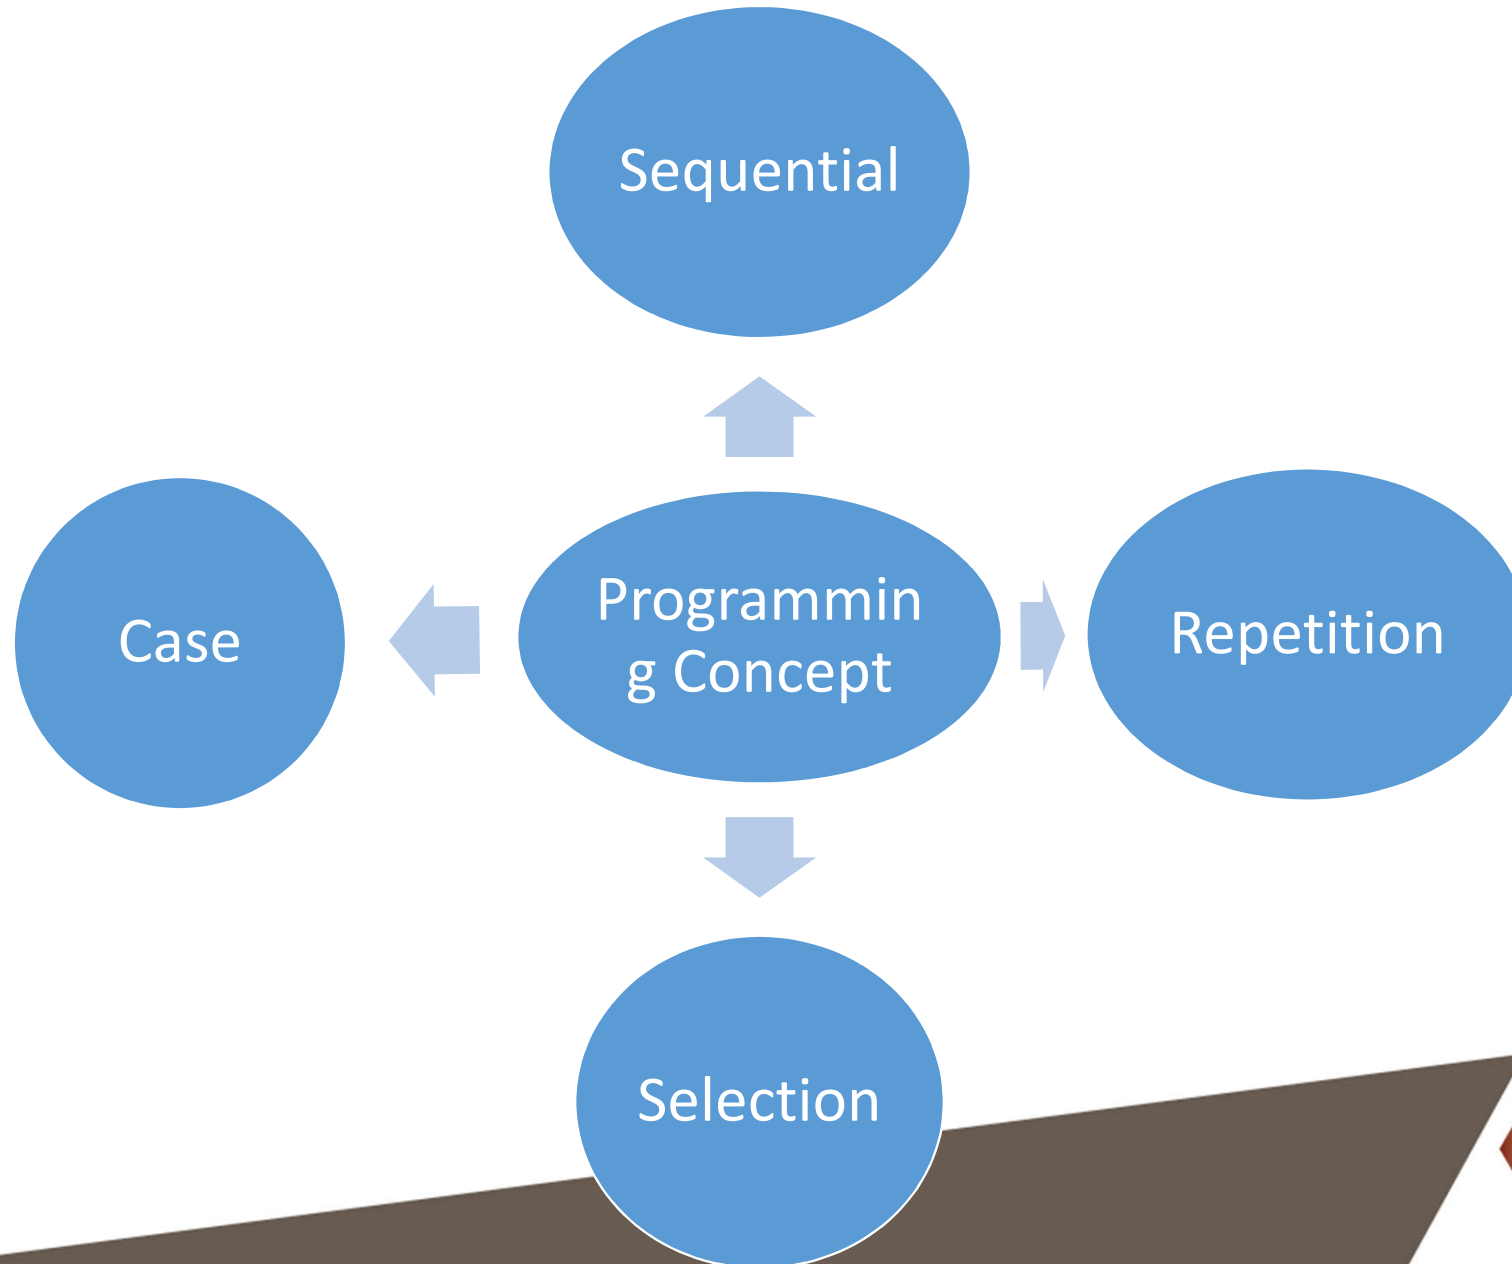 Sequential
Case
Programmin
g Concept
Repetition
Selection